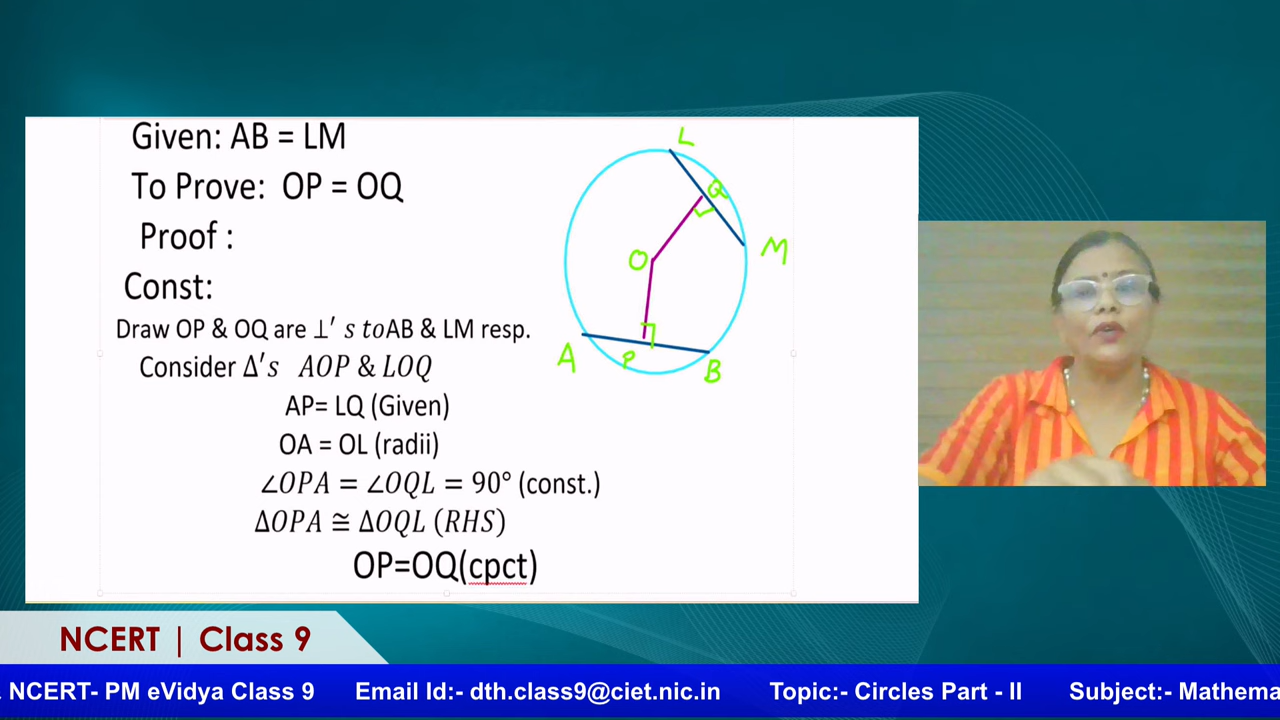 Given: AB = LM
To Prove: OP = OQ
Proof :
Const:
Draw OP & OQ are ⊥′ s toAB & LM resp.
Consider Δ′s AOP & LOQ
AP= LQ (Given)
OA = OL (radii)
∠OPA = ∠OQL = 90° (const.)
ΔOPA ≅ ΔOQL (RHS)
OP=OQ(cpct)
L
Q
M
O
A
P
B
NCERT | Class 9
. NCERT- PM eVidya Class 9 Email Id:- dth.class9@ciet.nic.in Topic:- Circles Part - II Subject:- Mathema